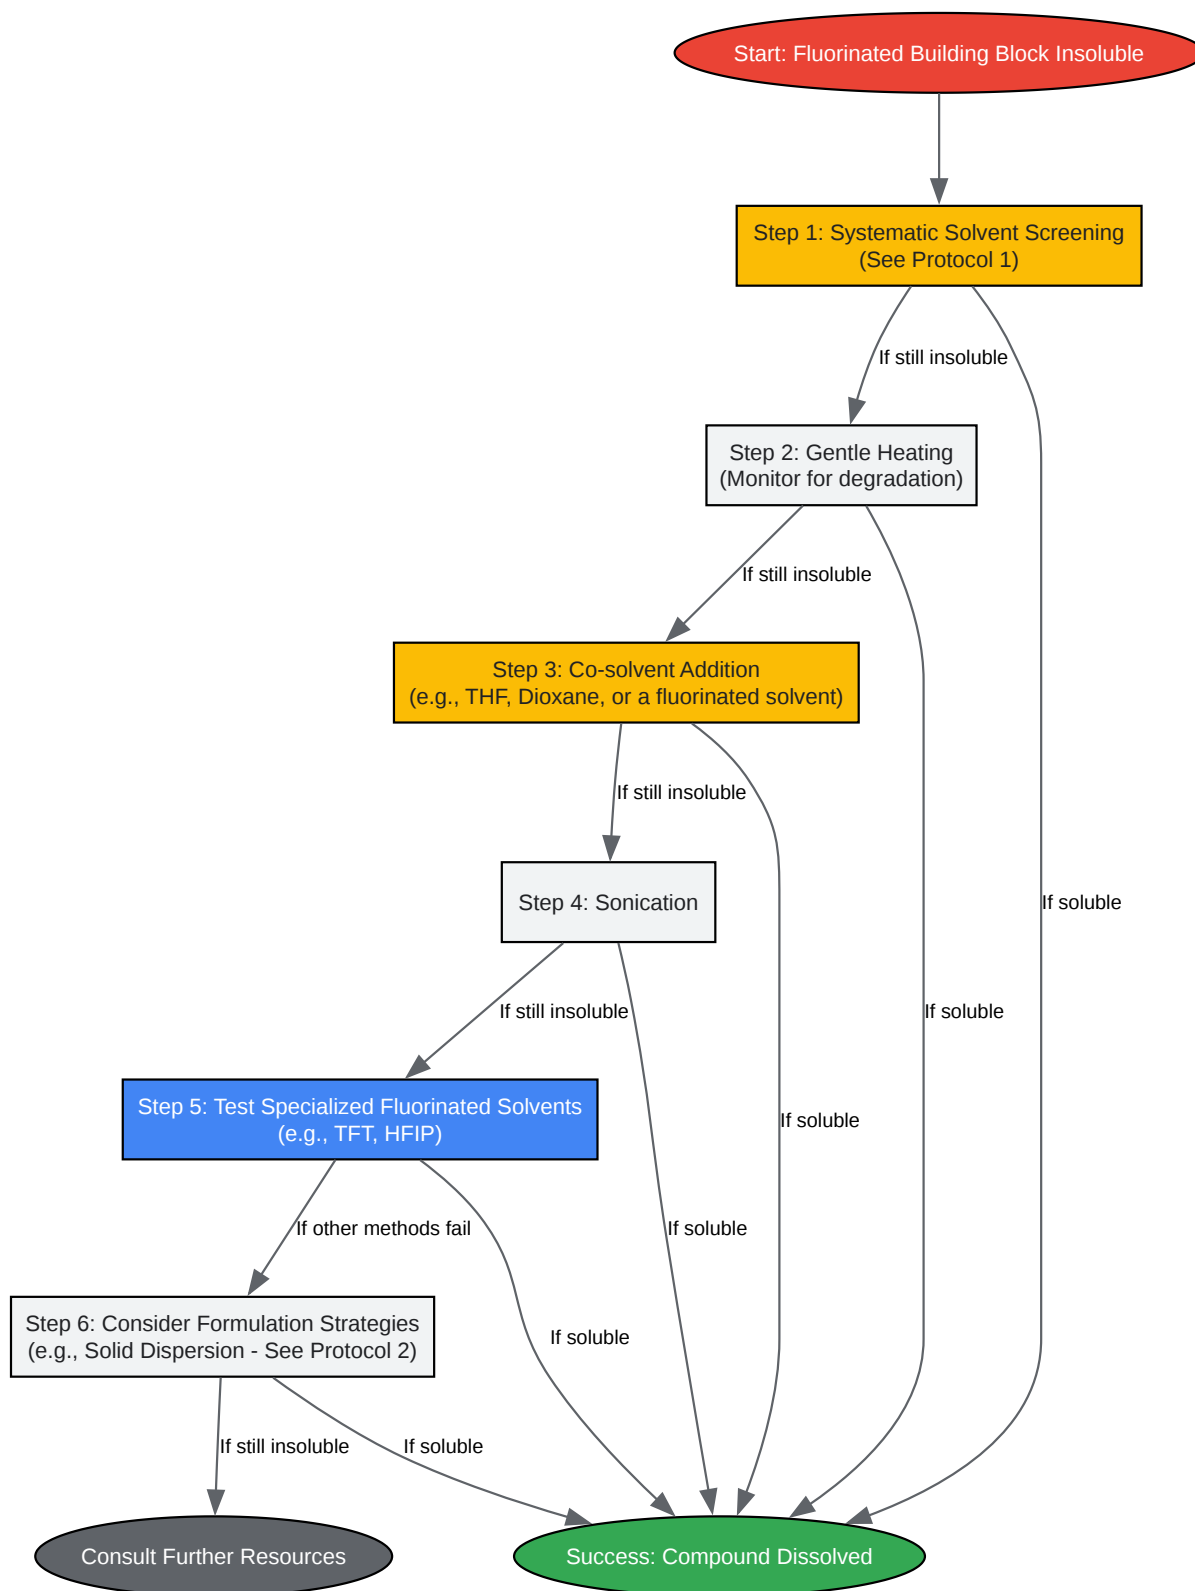 Start: Fluorinated Building Block Insoluble
Step 1: Systematic Solvent Screening
(See Protocol 1)
If still insoluble
Step 2: Gentle Heating
(Monitor for degradation)
If still insoluble
Step 3: Co-solvent Addition
(e.g., THF, Dioxane, or a fluorinated solvent)
If still insoluble
Step 4: Sonication
If soluble
If still insoluble
If soluble
Step 5: Test Specialized Fluorinated Solvents
(e.g., TFT, HFIP)
If soluble
If other methods fail
If soluble
Step 6: Consider Formulation Strategies
(e.g., Solid Dispersion - See Protocol 2)
If soluble
If still insoluble
If soluble
Consult Further Resources
Success: Compound Dissolved